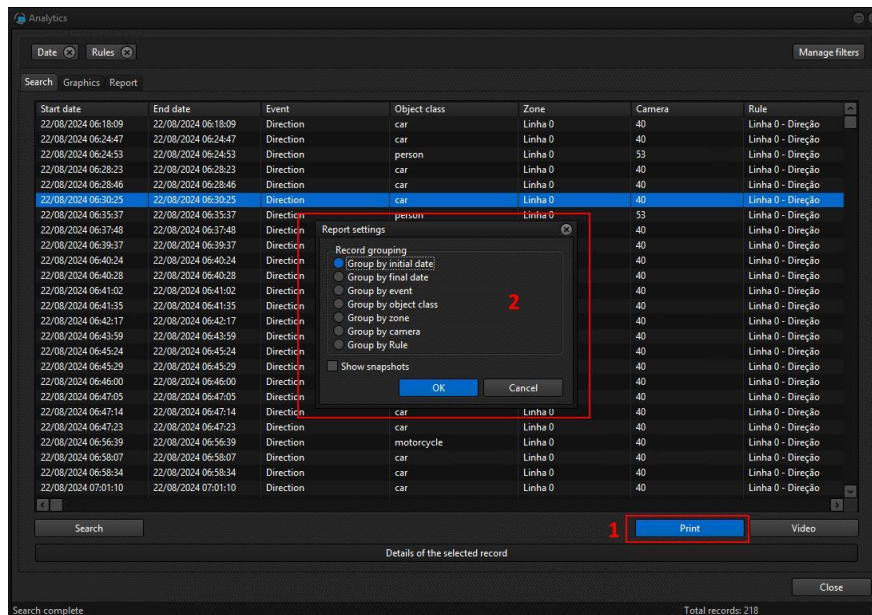 Analytics
Date Rules Manage filters
Search Graphics Report
Start date End date Event Object class Zone Camera Rule
22/08/2024 06:18:09 22/08/2024 06:18:09 Direction car Linha 0 40 Linha 0 - Direção
22/08/2024 06:24:47 22/08/2024 06:24:47 Direction car Linha 0 40 Linha 0 - Direção
22/08/2024 06:24:53 22/08/2024 06:24:53 Direction person Linha 0 53 Linha 0 - Direção
22/08/2024 06:28:23 22/08/2024 06:28:23 Direction car Linha 0 40 Linha 0 - Direção
22/08/2024 06:28:46 22/08/2024 06:28:46 Direction car Linha 0 40 Linha 0 - Direção
22/08/2024 06:30:25 22/08/2024 06:30:25 Direction car Linha 0 40 Linha 0 - Direção
22/08/2024 06:35:37 22/08/2024 06:35:37 Direction person Linha 0 53 Linha 0 - Direção
22/08/2024 06:37:48 22/08/2024 06:37:48 Direction 40 Linha 0 - Direção
22/08/2024 06:39:37 22/08/2024 06:39:37 Direction 40 Linha 0 - Direção
22/08/2024 06:40:24 22/08/2024 06:40:24 Direction 40 Linha 0 - Direção
22/08/2024 06:40:28 22/08/2024 06:40:28 Direction 40 Linha 0 - Direção
22/08/2024 06:41:02 22/08/2024 06:41:02 Direction 40 Linha 0 - Direção
22/08/2024 06:41:35 22/08/2024 06:41:35 Direction 40 Linha 0 - Direção
22/08/2024 06:42:17 22/08/2024 06:42:17 Direction 40 Linha 0 - Direção
22/08/2024 06:43:59 22/08/2024 06:43:59 Direction 40 Linha 0 - Direção
22/08/2024 06:45:24 22/08/2024 06:45:24 Direction 40 Linha 0 - Direção
22/08/2024 06:45:29 22/08/2024 06:45:29 Direction 40 Linha 0 - Direção
22/08/2024 06:46:00 22/08/2024 06:46:00 Direction 40 Linha 0 - Direção
22/08/2024 06:47:05 22/08/2024 06:47:05 Direction 40 Linha 0 - Direção
22/08/2024 06:47:14 22/08/2024 06:47:14 Direction car Linha 0 40 Linha 0 - Direção
22/08/2024 06:47:23 22/08/2024 06:47:23 Direction car Linha 0 40 Linha 0 - Direção
22/08/2024 06:56:39 22/08/2024 06:56:39 Direction motorcycle Linha 0 40 Linha 0 - Direção
22/08/2024 06:58:07 22/08/2024 06:58:07 Direction car Linha 0 40 Linha 0 - Direção
22/08/2024 06:58:34 22/08/2024 06:58:34 Direction car Linha 0 40 Linha 0 - Direção
22/08/2024 07:01:10 22/08/2024 07:01:10 Direction car Linha 0 40 Linha 0 - Direção
Report settings
Record grouping
Group by initial date
Group by final date
Group by event
Group by object class
Group by zone
Group by camera
Group by Rule
2
Show snapshots
OK Cancel
Search 1 Print Video
Details of the selected record
Close
Search complete Total records: 218